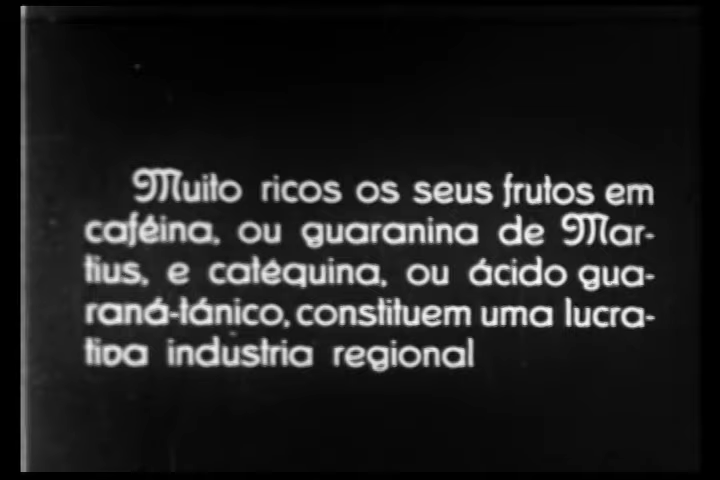 Muito ricos os seus frutos em
caféina, ou guaranina de Mar-
tius, e catéquina, ou ácido gua-
raná-tánico, constituem uma lucra-
tiva industria regional